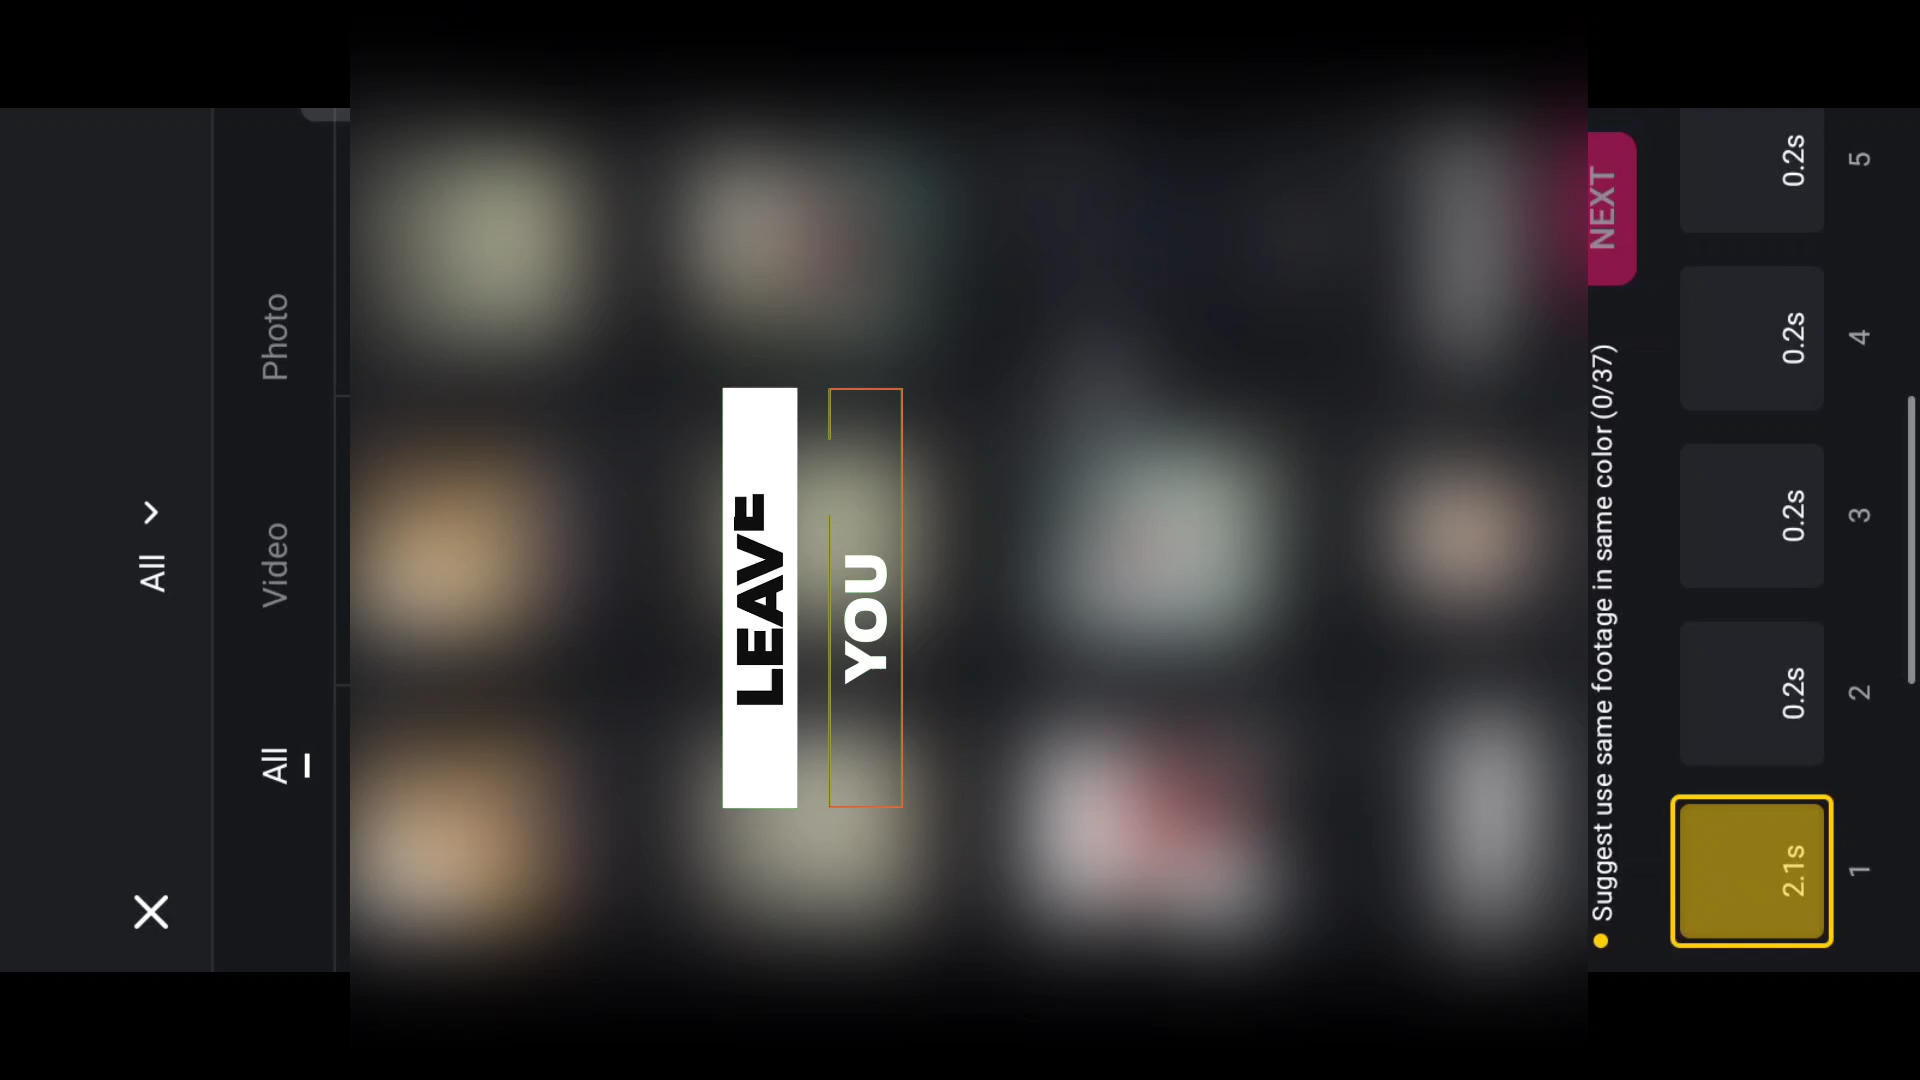 All
All
Video
Photo
LEAVE
YOU
NEXT
Suggest use same footage in same color (0/37)
2.1s
0.2s
0.2s
0.2s
0.2s
1
2
3
4
5